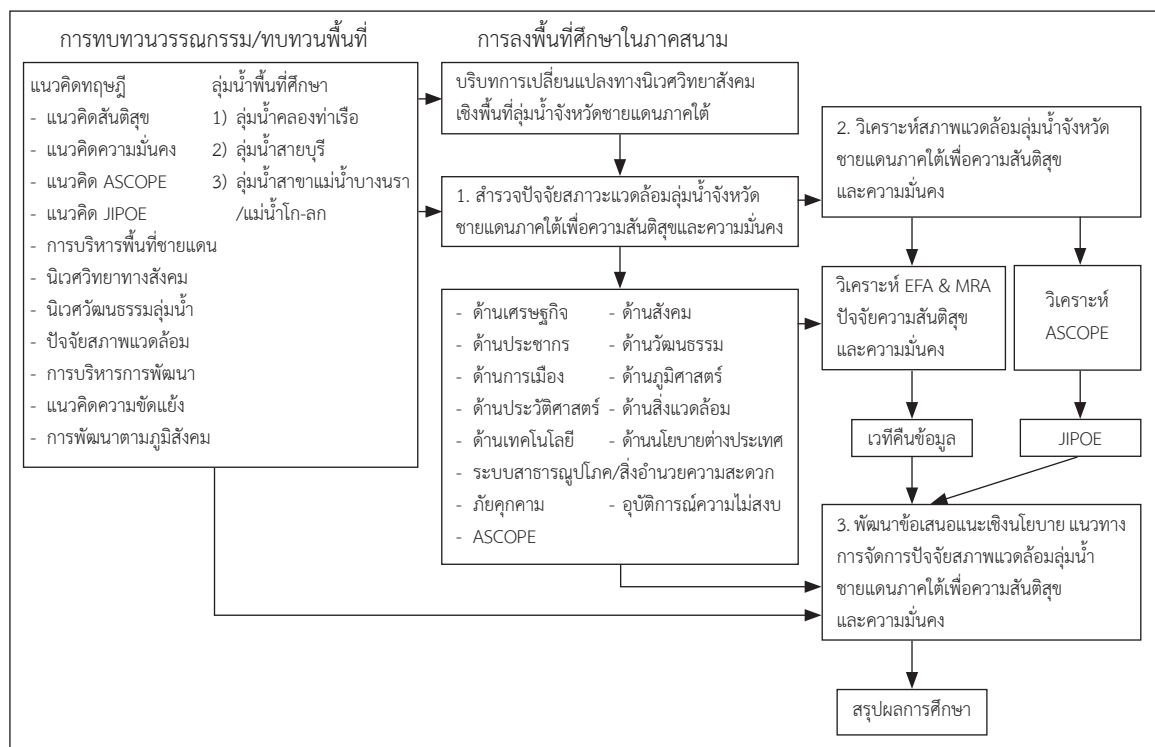 การทบทวนวรรณกรรม/ทบทวนพื้นที่
แนวคิดทฤษฎี
- แนวคิดสันติสุข
- แนวคิดความมั่นคง
- แนวคิด ASCOPE
- แนวคิด JIPOE
- การบริหารพื้นที่ชายแดน
- นิเวศวิทยาทางสังคม
- นิเวศวัฒนธรรมลุ่มน้ำ
- ปัจจัยสภาพแวดล้อม
- การบริหารการพัฒนา
- แนวคิดความขัดแย้ง
- การพัฒนาตามภูมิสังคม
ลุ่มน้ำพื้นที่ศึกษา
1) ลุ่มน้ำคลองท่าเรือ
2) ลุ่มน้ำสายบุรี
3) ลุ่มน้ำสาขาแม่น้ำบางนรา
/แม่น้ำโก-ลก
การลงพื้นที่ศึกษาในภาคสนาม
บริบทการเปลี่ยนแปลงทางนิเวศวิทยาสังคม
เชิงพื้นที่ลุ่มน้ำจังหวัดชายแดนภาคใต้
1. สำรวจปัจจัยสภาวะแวดล้อมลุ่มน้ำจังหวัด
ชายแดนภาคใต้เพื่อความสันติสุขและความมั่นคง
- ด้านเศรษฐกิจ - ด้านสังคม
- ด้านประชากร - ด้านวัฒนธรรม
- ด้านการเมือง - ด้านภูมิศาสตร์
- ด้านประวัติศาสตร์ - ด้านสิ่งแวดล้อม
- ด้านเทคโนโลยี - ด้านนโยบายต่างประเทศ
- ระบบสาธารณูปโภค/สิ่งอำนวยความสะดวก
- ภัยคุกคาม - อุบัติการณ์ความไม่สงบ
- ASCOPE
2. วิเคราะห์สภาพแวดล้อมลุ่มน้ำจังหวัด
ชายแดนภาคใต้เพื่อความสันติสุข
และความมั่นคง
วิเคราะห์ EFA & MRA
ปัจจัยความสันติสุข
และความมั่นคง
วิเคราะห์
ASCOPE
เวทีคืนข้อมูล
JIPOE
3. พัฒนาข้อเสนอแนะเชิงนโยบาย แนวทาง
การจัดการปัจจัยสภาพแวดล้อมลุ่มน้ำ
ชายแดนภาคใต้เพื่อความสันติสุข
และความมั่นคง
สรุปผลการศึกษา